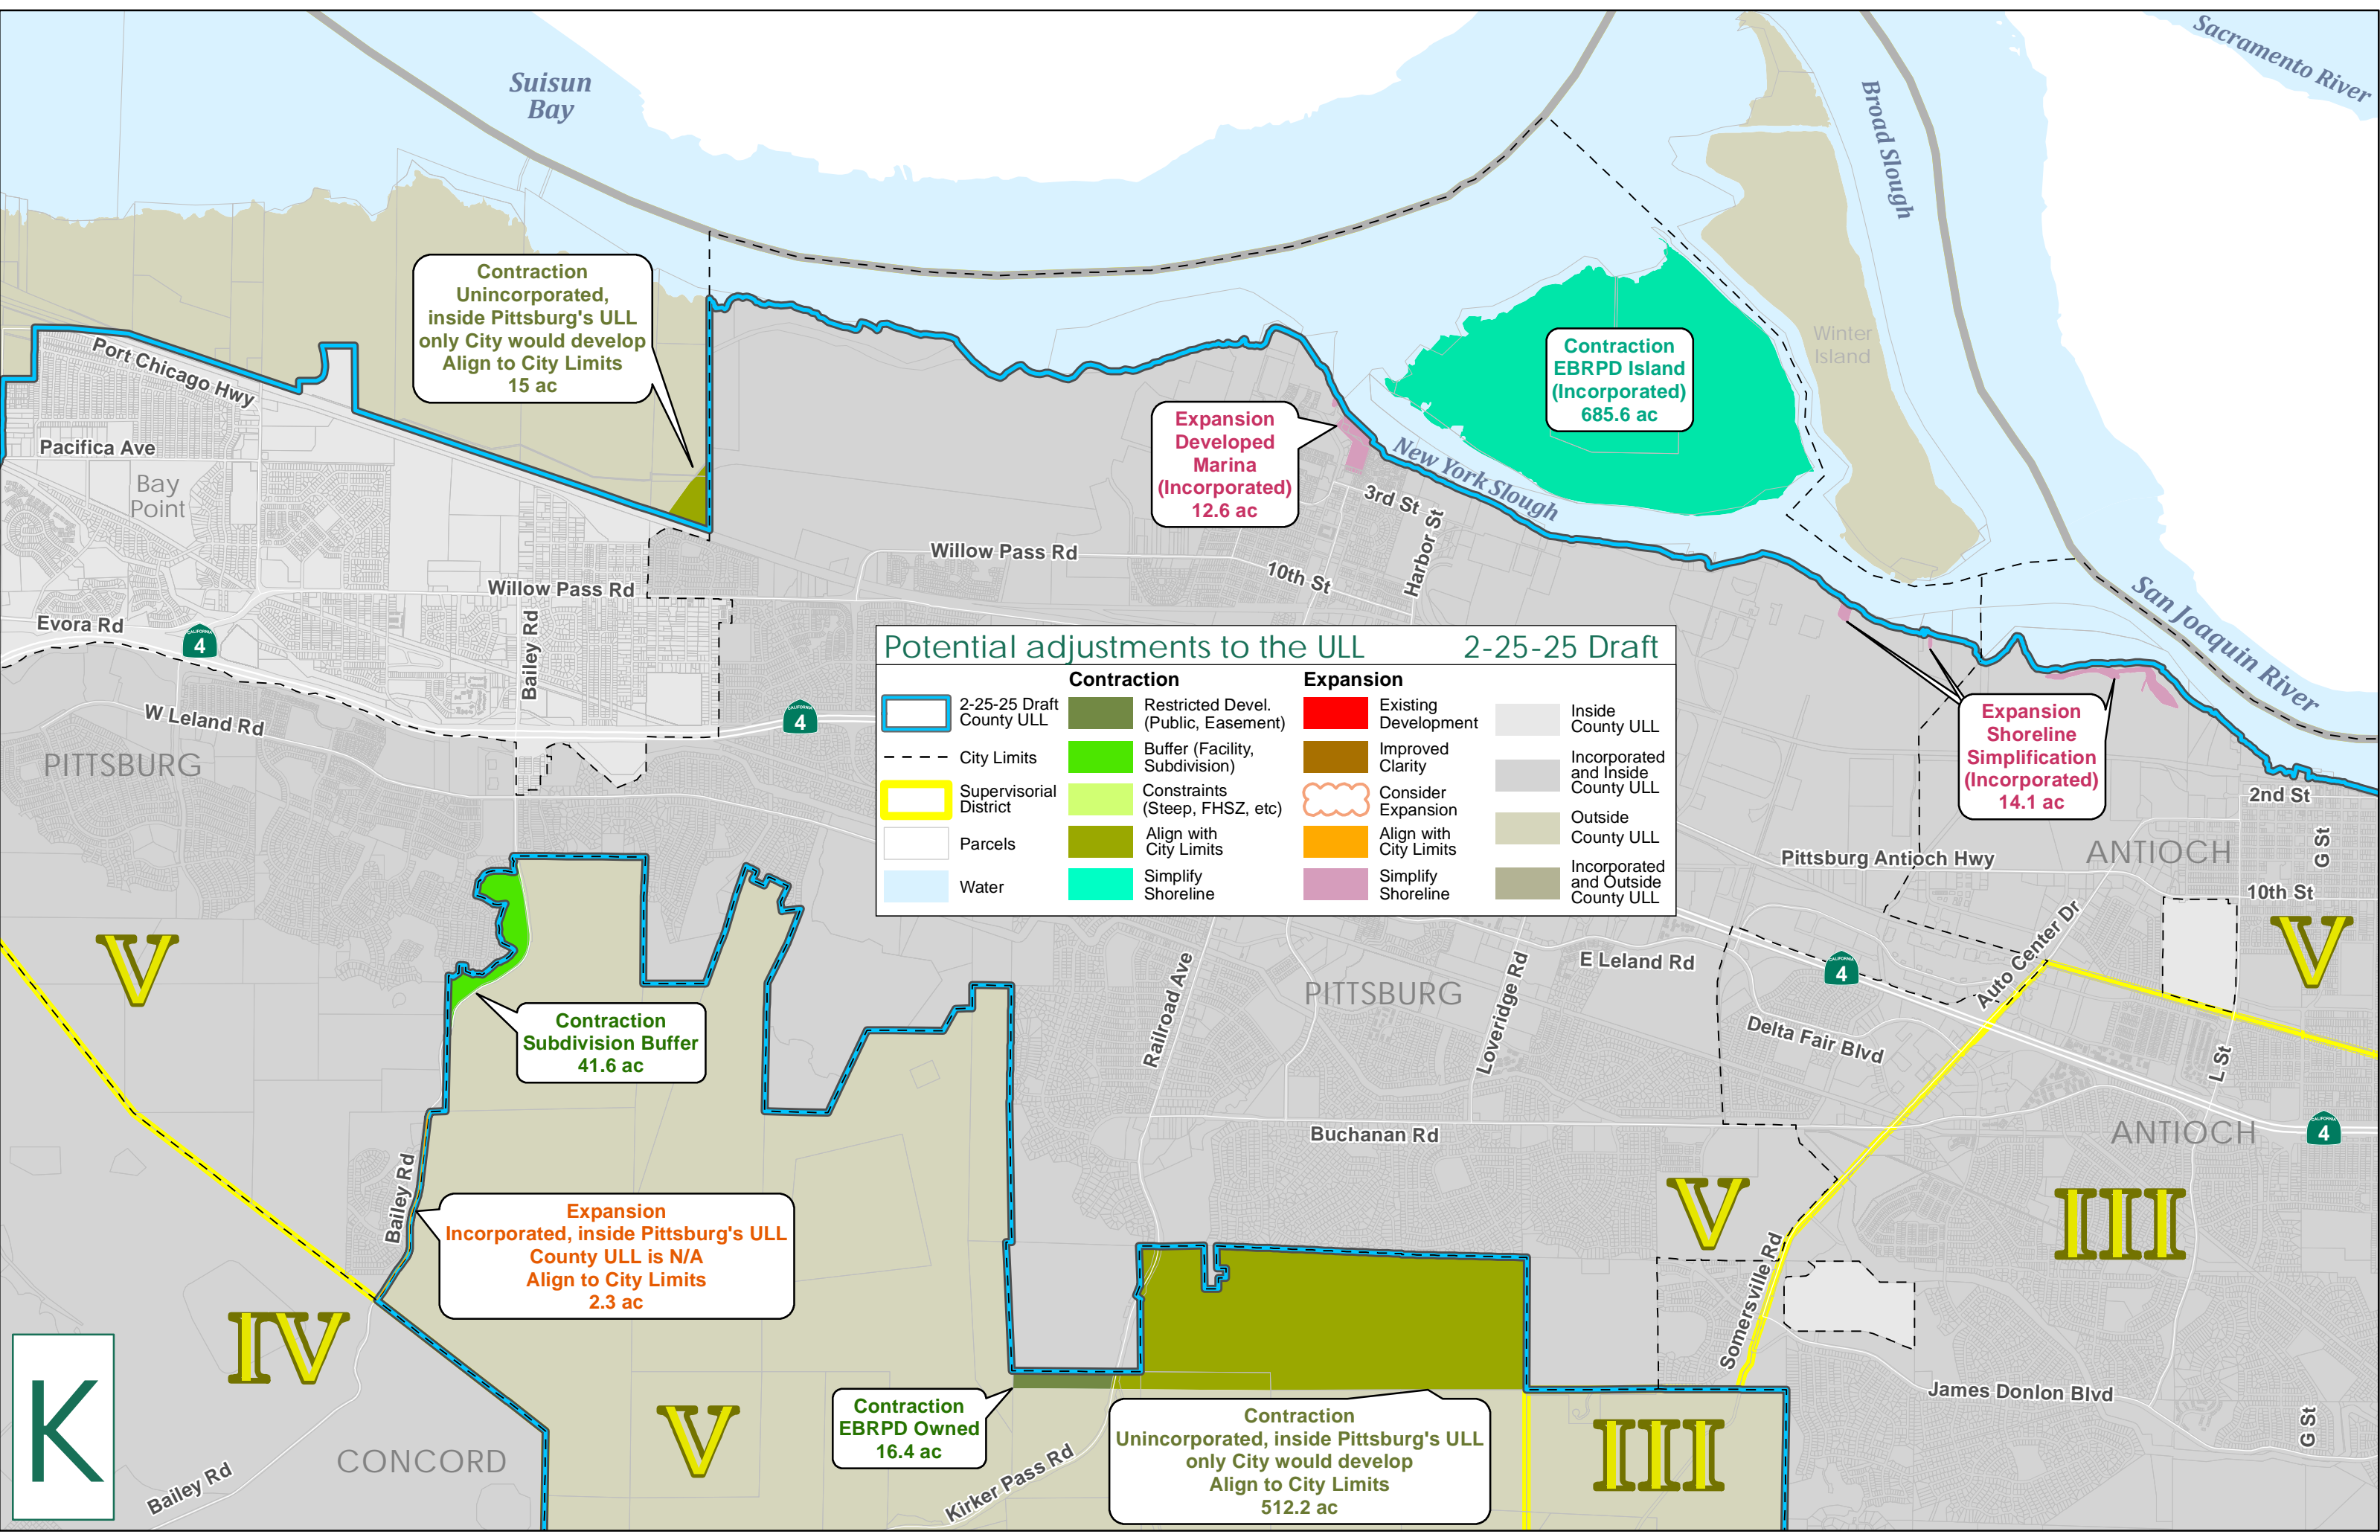 Suisun
Bay
Sacramento River
Broad Slough
Contraction
Unincorporated,
inside Pittsburg's ULL
only City would develop
Align to City Limits
15 ac
Winter
Island
Contraction
EBRPD Island
(Incorporated)
685.6 ac
Port Chicago Hwy
Expansion
Developed
Marina
(Incorporated)
12.6 ac
Pacifica Ave
Bay
Point
New York Slough
3rd St
Harbor St
Willow Pass Rd
10th St
Willow Pass Rd
San Joaquin River
Evora Rd
CALIFORNIA
4
Bailey Rd
W Leland Rd
CALIFORNIA
4
PITTSBURG
Potential adjustments to the ULL 2-25-25 Draft
Contraction
Expansion
2-25-25 Draft
County ULL
City Limits
Supervisorial
District
Parcels
Water
Restricted Devel.
(Public, Easement)
Buffer (Facility,
Subdivision)
Constraints
(Steep, FHSZ, etc)
Align with
City Limits
Simplify
Shoreline
Existing
Development
Improved
Clarity
Consider
Expansion
Align with
City Limits
Simplify
Shoreline
Inside
County ULL
Incorporated
and Inside
County ULL
Outside
County ULL
Incorporated
and Outside
County ULL
Expansion
Shoreline
Simplification
(Incorporated)
14.1 ac
2nd St
G St
Pittsburg Antioch Hwy
ANTIOCH
10th St
V
V
Auto Center Dr
E Leland Rd
CALIFORNIA
4
PITTSBURG
Railroad Ave
Loveridge Rd
Contraction
Subdivision Buffer
41.6 ac
Delta Fair Blvd
L St
Buchanan Rd
ANTIOCH
CALIFORNIA
4
Bailey Rd
Expansion
Incorporated, inside Pittsburg's ULL
County ULL is N/A
Align to City Limits
2.3 ac
V
III
Somersville Rd
IV
K
CONCORD
Bailey Rd
V
Contraction
EBRPD Owned
16.4 ac
Kirker Pass Rd
Contraction
Unincorporated, inside Pittsburg's ULL
only City would develop
Align to City Limits
512.2 ac
III
James Donlon Blvd
G St